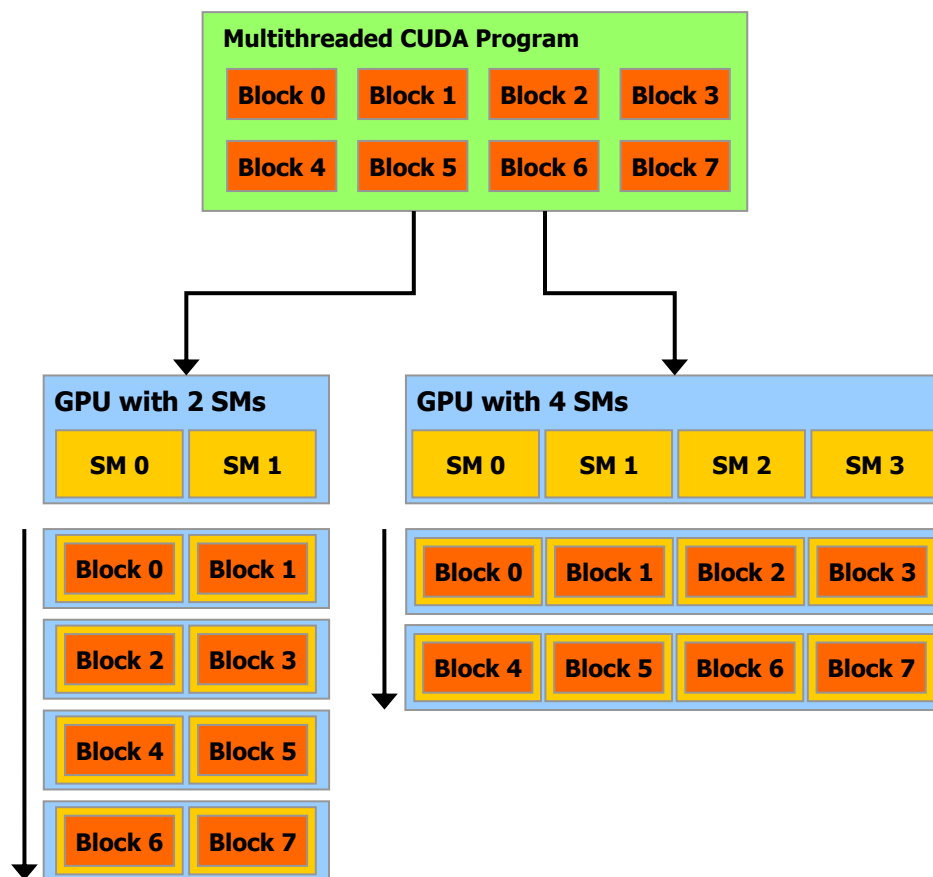 Multithreaded CUDA Program
Block 0 Block 1 Block 2 Block 3
Block 4 Block 5 Block 6 Block 7
GPU with 2 SMs
SM 0 SM 1
Block 0 Block 1
Block 2 Block 3
Block 4 Block 5
Block 6 Block 7
GPU with 4 SMs
SM 0 SM 1 SM 2 SM 3
Block 0 Block 1 Block 2 Block 3
Block 4 Block 5 Block 6 Block 7